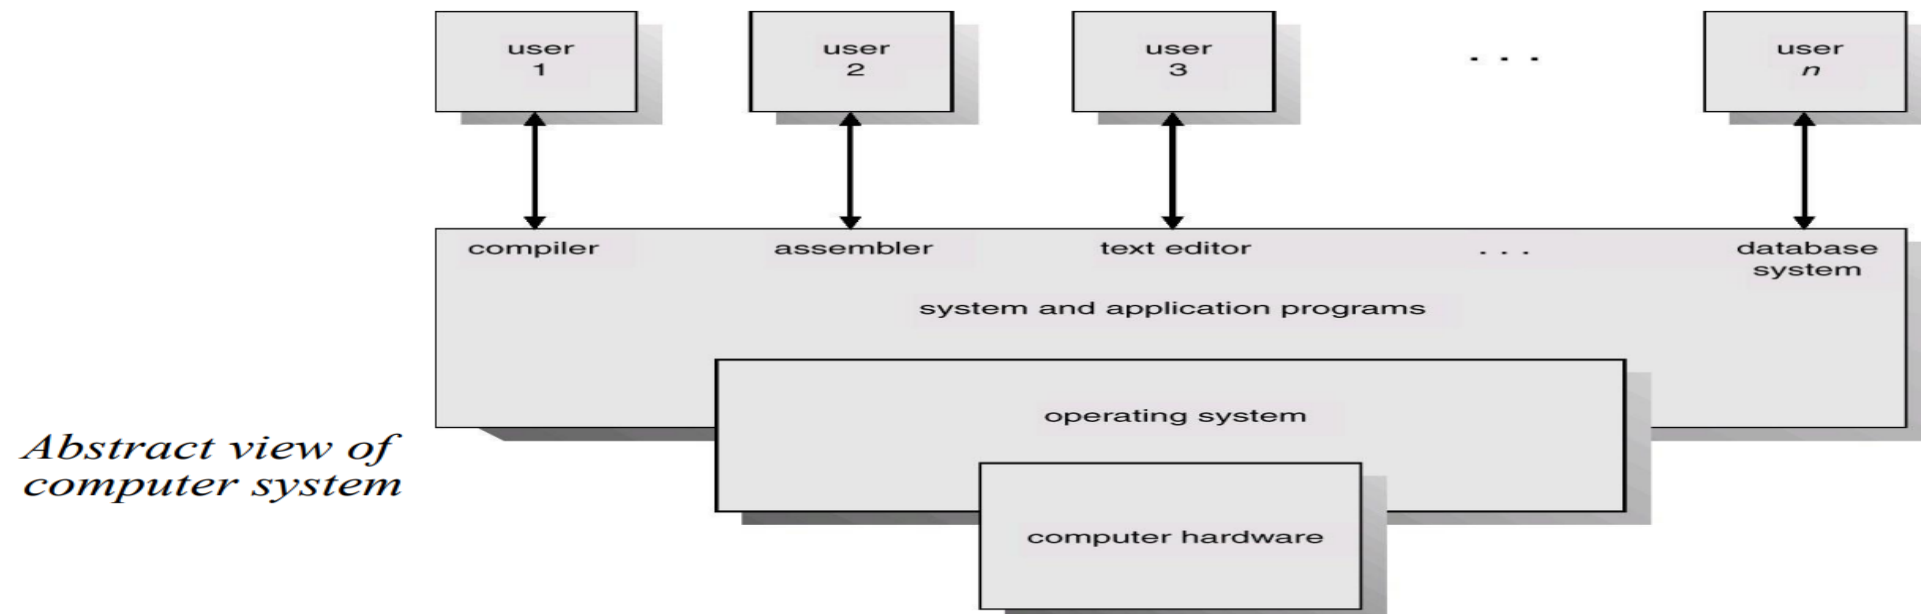 user
1
user
2
user
3
. . .
user
n
compiler
assembler
text editor
. . .
database
system
system and application programs
operating system
Abstract view of
computer system
computer hardware